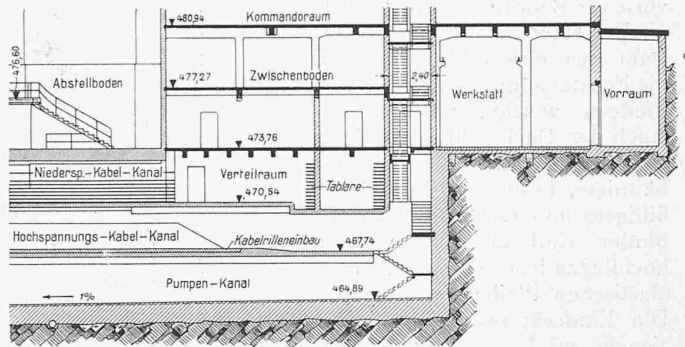 480,94
Kommandoraum
476,60
Abstellboden
477,27
Zwischenboden
2,40
Werkstatt
Vorraum
473,76
Niedersp.-Kabel-Kanal
Verteilraum
470,54
Tablare
Hochspannungs-Kabel-Kanal
Kabelrilleneinbau
467,74
Pumpen-Kanal
464,89
1%